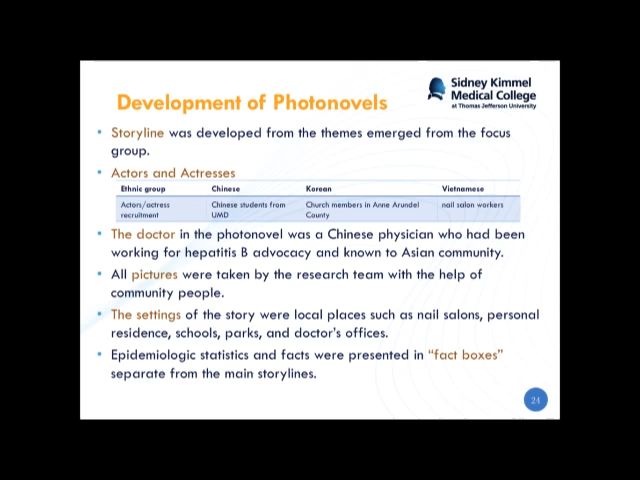 Sidney Kimmel
Medical College
at Thomas Jefferson University
Development of Photonovels
• Storyline was developed from the themes emerged from the focus
group.
• Actors and Actresses
Ethnic group Chinese Korean Vietnamese
Actors/actress Chinese students from Church members in Anne Arundel nail salon workers
recruitment UMD County
• The doctor in the photonovel was a Chinese physician who had been
working for hepatitis B advocacy and known to Asian community.
• All pictures were taken by the research team with the help of
community people.
• The settings of the story were local places such as nail salons, personal
residence, schools, parks, and doctor's offices.
• Epidemiologic statistics and facts were presented in “fact boxes”
separate from the main storylines.
24